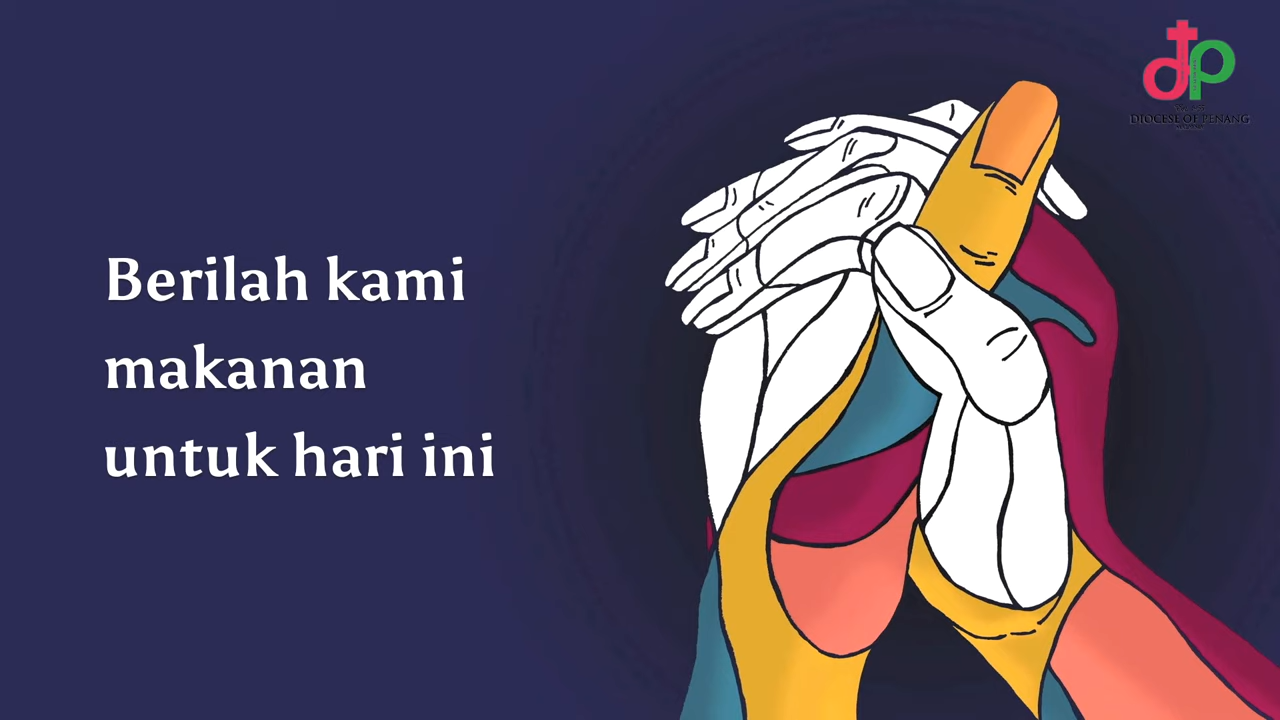 Berilah kami
makanan
untuk hari ini
DIOCESE OF PENANG